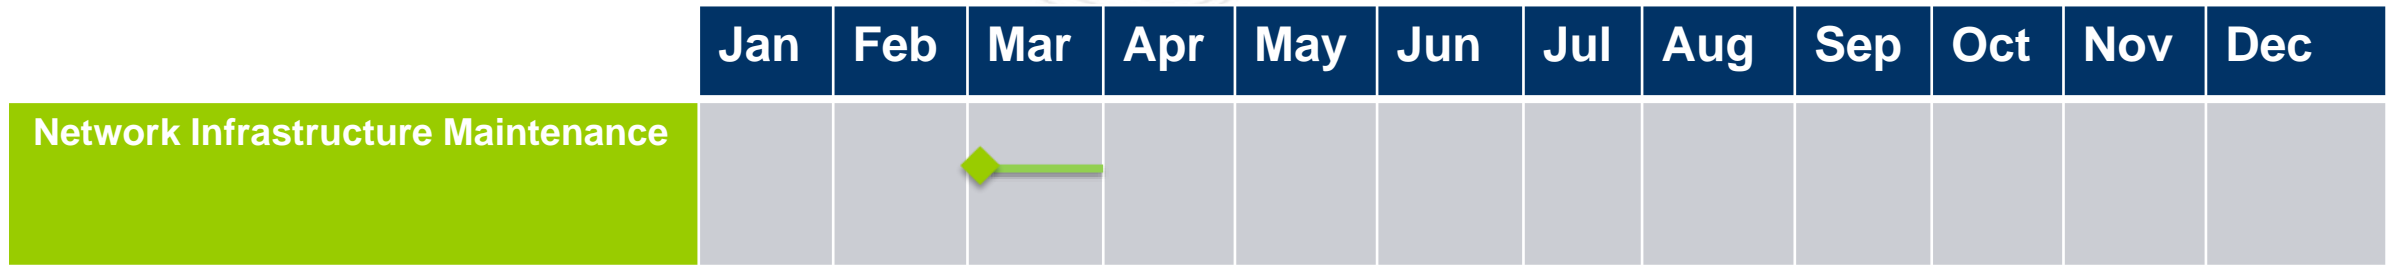 Jan Feb Mar Apr May Jun Jul Aug Sep Oct Nov Dec
Network Infrastructure Maintenance